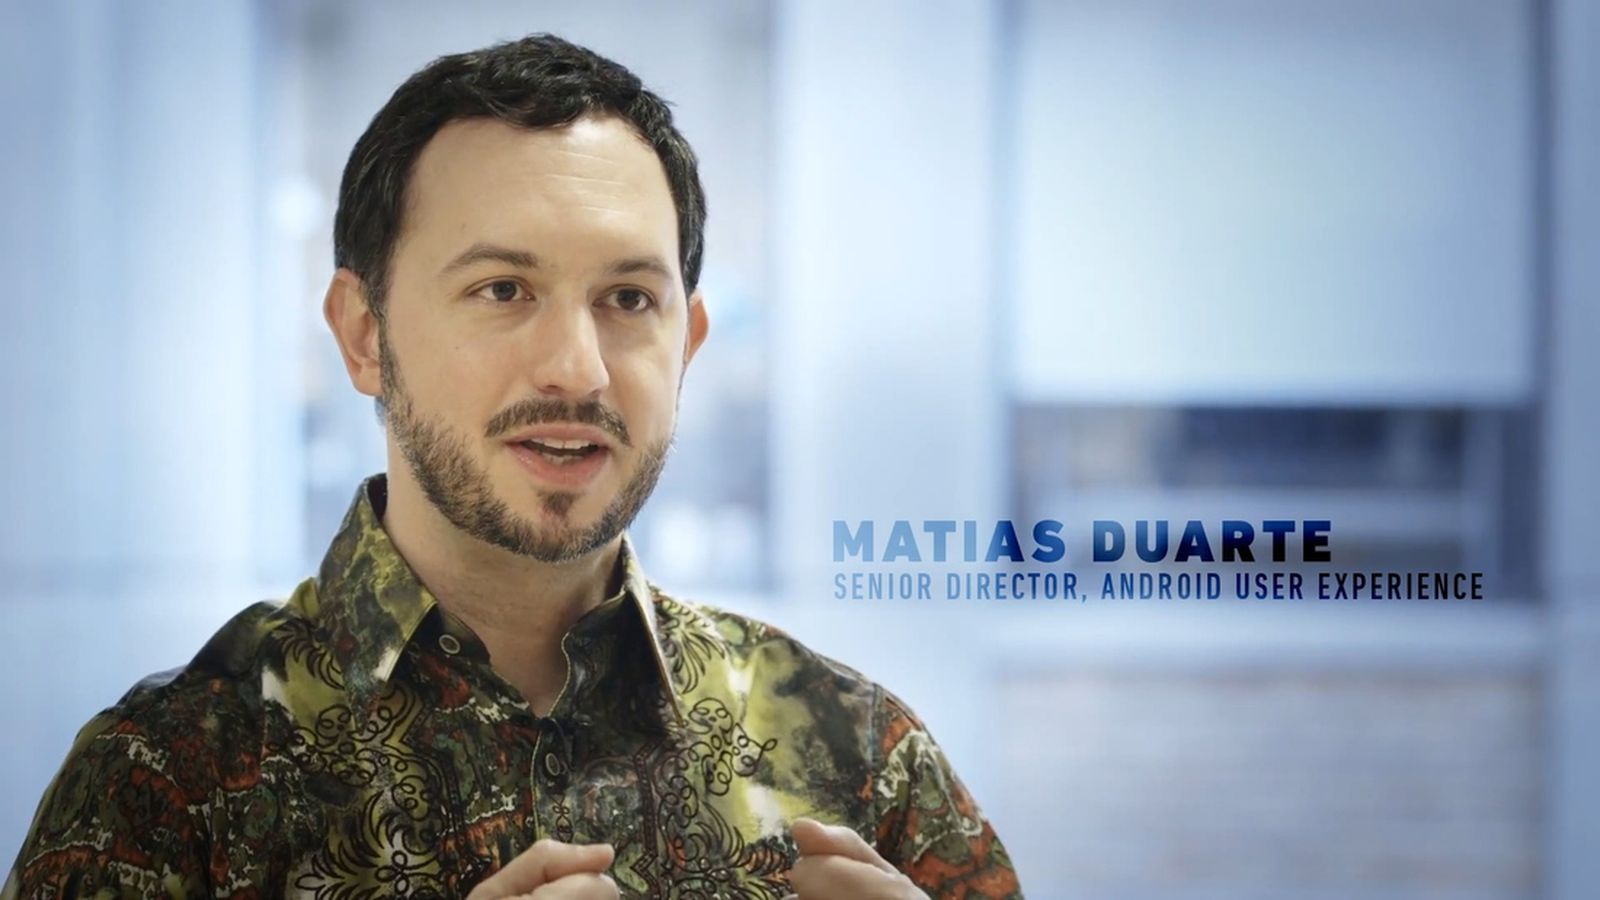 MATIAS DUARTE
SENIOR DIRECTOR, ANDROID USER EXPERIENCE